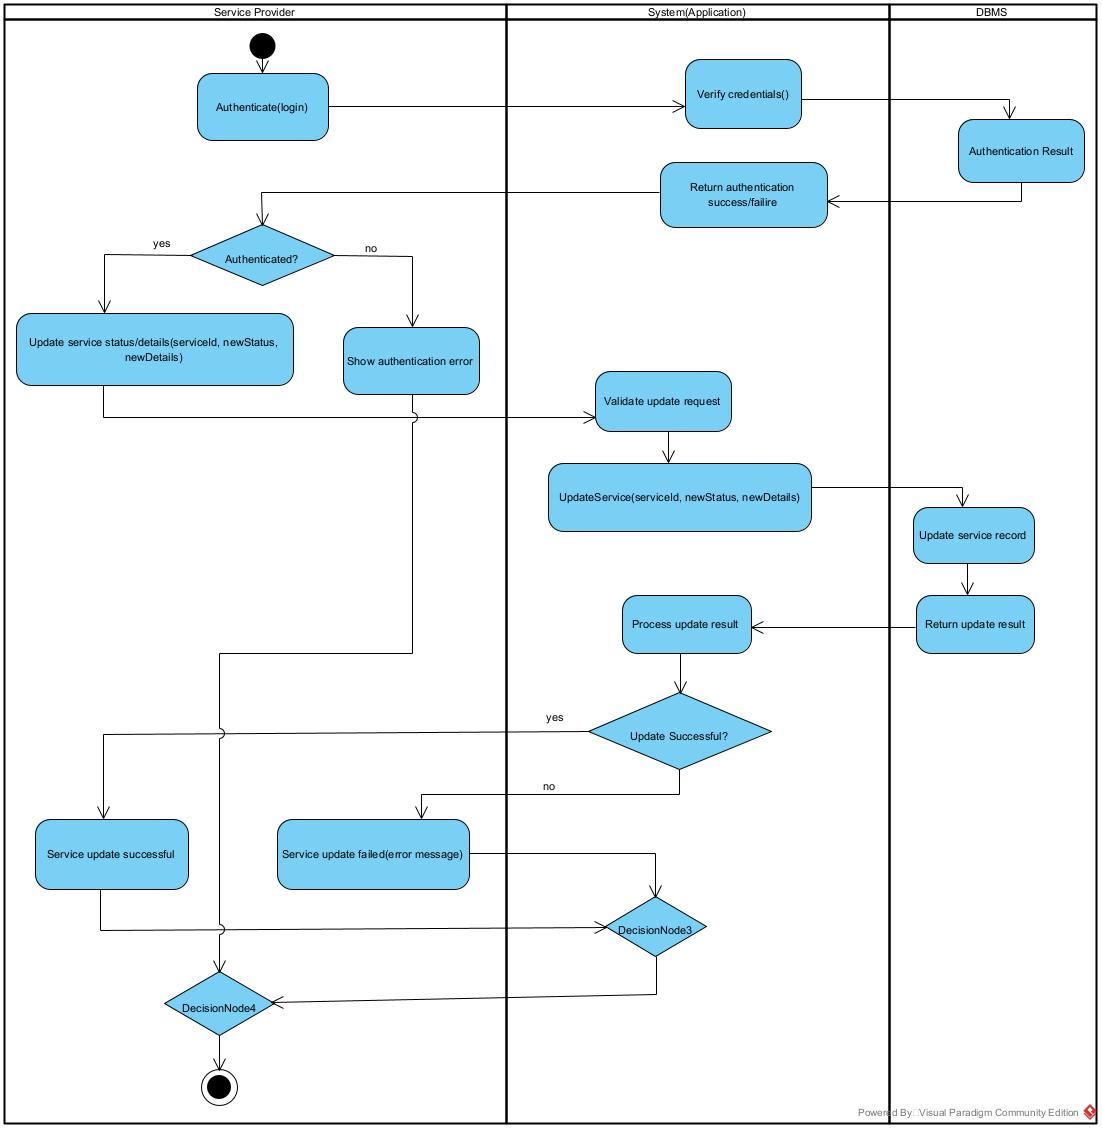 Service Provider
System(Application)
DBMS
Authenticate(login)
Verify credentials()
Authentication Result
Return authentication
success/failire
Authenticated?
yes
no
Update service status/details(serviceId, newStatus,
newDetails)
Show authentication error
Validate update request
UpdateService(serviceId, newStatus, newDetails)
Update service record
Process update result
Return update result
Update Successful?
yes
no
Service update successful
Service update failed(error message)
DecisionNode3
DecisionNode4
Powered By Visual Paradigm Community Edition